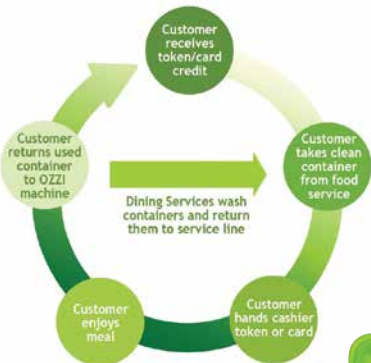 Customer
receives
token/card
credit
Customer
takes clean
container
from food
service
Customer
hands cashier
token or card
Customer
enjoys
meal
Customer
returns used
container
to OZZI
machine
Dining Services wash
containers and return
them to service line